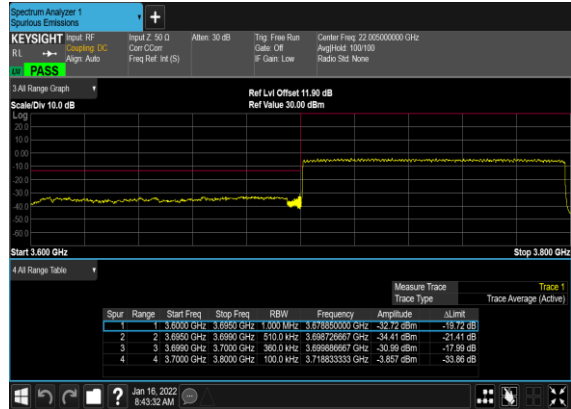 Spectrum Analyzer 1
Spurious Emissions
KEYSIGHT Input: RF Input Z: 50 Ω Atten: 30 dB Trig: Free Run Center Freq: 22.005000000 GHz
RL Coupling: DC Corr CCorr Gate: Off Avg|Hold: 100/100
Align: Auto Freq Ref: Int (S) IF Gain: Low Radio Std: None
PASS
3 All Range Graph
Ref Lvl Offset 11.90 dB
Scale/Div 10.0 dB Ref Value 30.00 dBm
Log
20.0
10.0
0.00
-10.0
-20.0
-30.0
-40.0
-50.0
-60.0
Start 3.600 GHz Stop 3.800 GHz
4 All Range Table
Measure Trace Trace 1
Trace Type Trace Average (Active)
Spur Range Start Freq Stop Freq RBW Frequency Amplitude ΔLimit
1 1 3.6000 GHz 3.6950 GHz 1.000 MHz 3.678850000 GHz -32.72 dBm -19.72 dB
2 2 3.6950 GHz 3.6990 GHz 510.0 kHz 3.698726667 GHz -34.41 dBm -21.41 dB
3 3 3.6990 GHz 3.7000 GHz 360.0 kHz 3.699886667 GHz -30.99 dBm -17.99 dB
4 4 3.7000 GHz 3.8000 GHz 100.0 kHz 3.718833333 GHz -3.857 dBm -33.86 dB
? Jan 16, 2022
8:43:32 AM